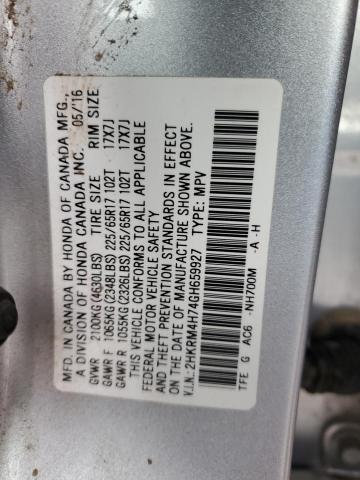 MFD. IN CANADA BY HONDA OF CANADA MFG.,
A DIVISION OF HONDA CANADA INC. 05/'16
GVWR 2100KG(4630LBS) TIRE SIZE RIM SIZE
GAWR F 1065KG(2348LBS) 225/65R17 102T 17X7J
GAWR R 1055KG(2326LBS) 225/65R17 102T 17X7J
THIS VEHICLE CONFORMS TO ALL APPLICABLE
FEDERAL MOTOR VEHICLE SAFETY
AND THEFT PREVENTION STANDARDS IN EFFECT
ON THE DATE OF MANUFACTURE SHOWN ABOVE.
V.I.N.: 2HKRM4H74GH659927 TYPE: MPV
TFE G AC6 -NH700M -A -H